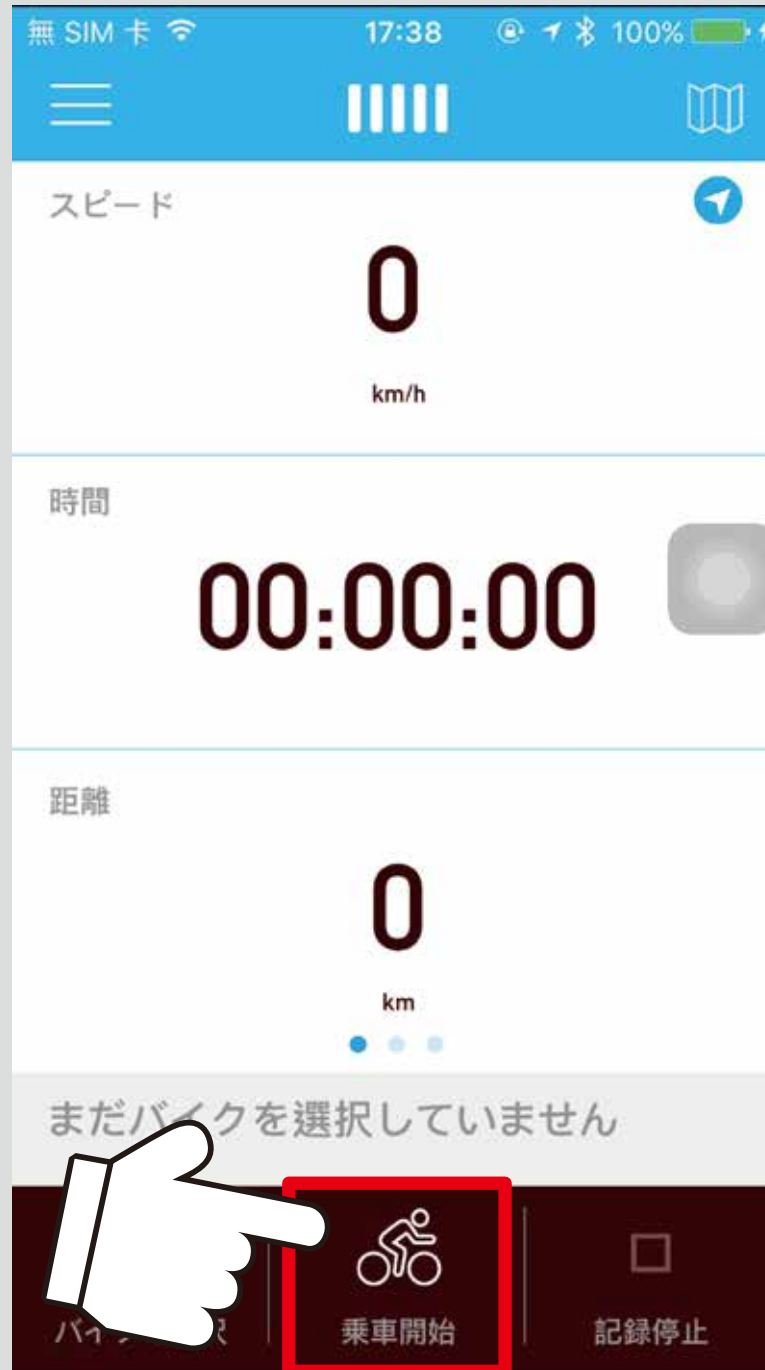 無 SIM 卡 17:38 100%
スピード
0
km/h
時間
00:00:00
距離
0
km
まだバイクを選択していません
乗車開始 記録停止